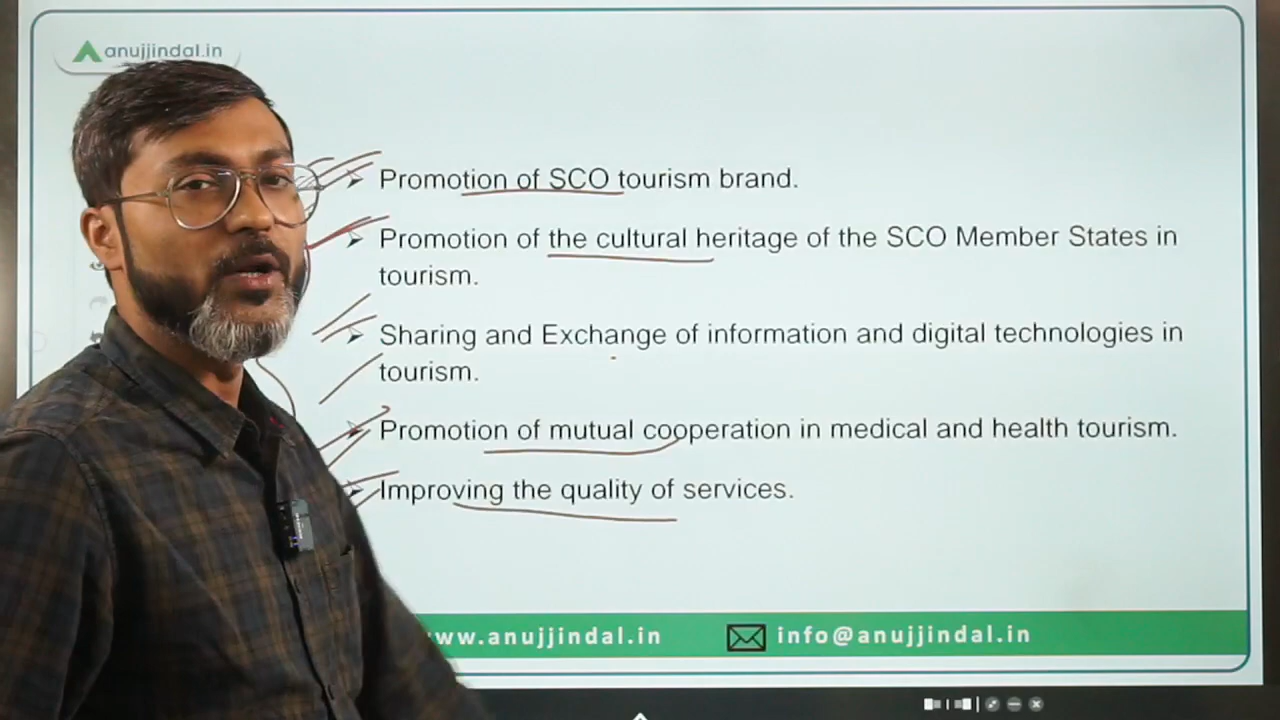 anujjindal.in
Promotion of SCO tourism brand.
Promotion of the cultural heritage of the SCO Member States in
tourism.
Sharing and Exchange of information and digital technologies in
tourism.
Promotion of mutual cooperation in medical and health tourism.
Improving the quality of services.
www.anujjindal.in info@anujjindal.in